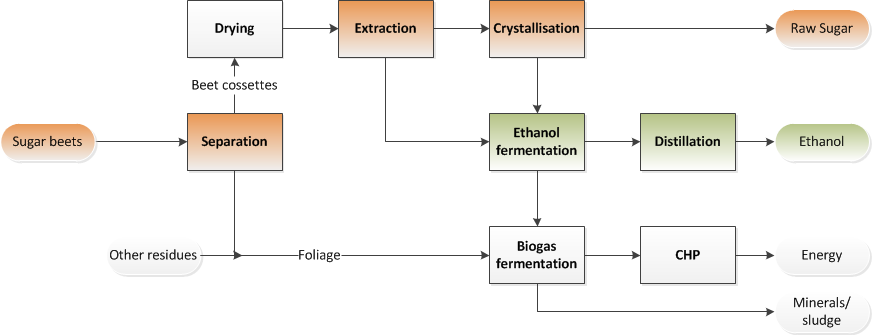 Drying
Extraction
Crystallisation
Raw Sugar
Beet cossettes
Sugar beets
Separation
Ethanol
fermentation
Distillation
Ethanol
Other residues
Foliage
Biogas
fermentation
CHP
Energy
Minerals/
sludge